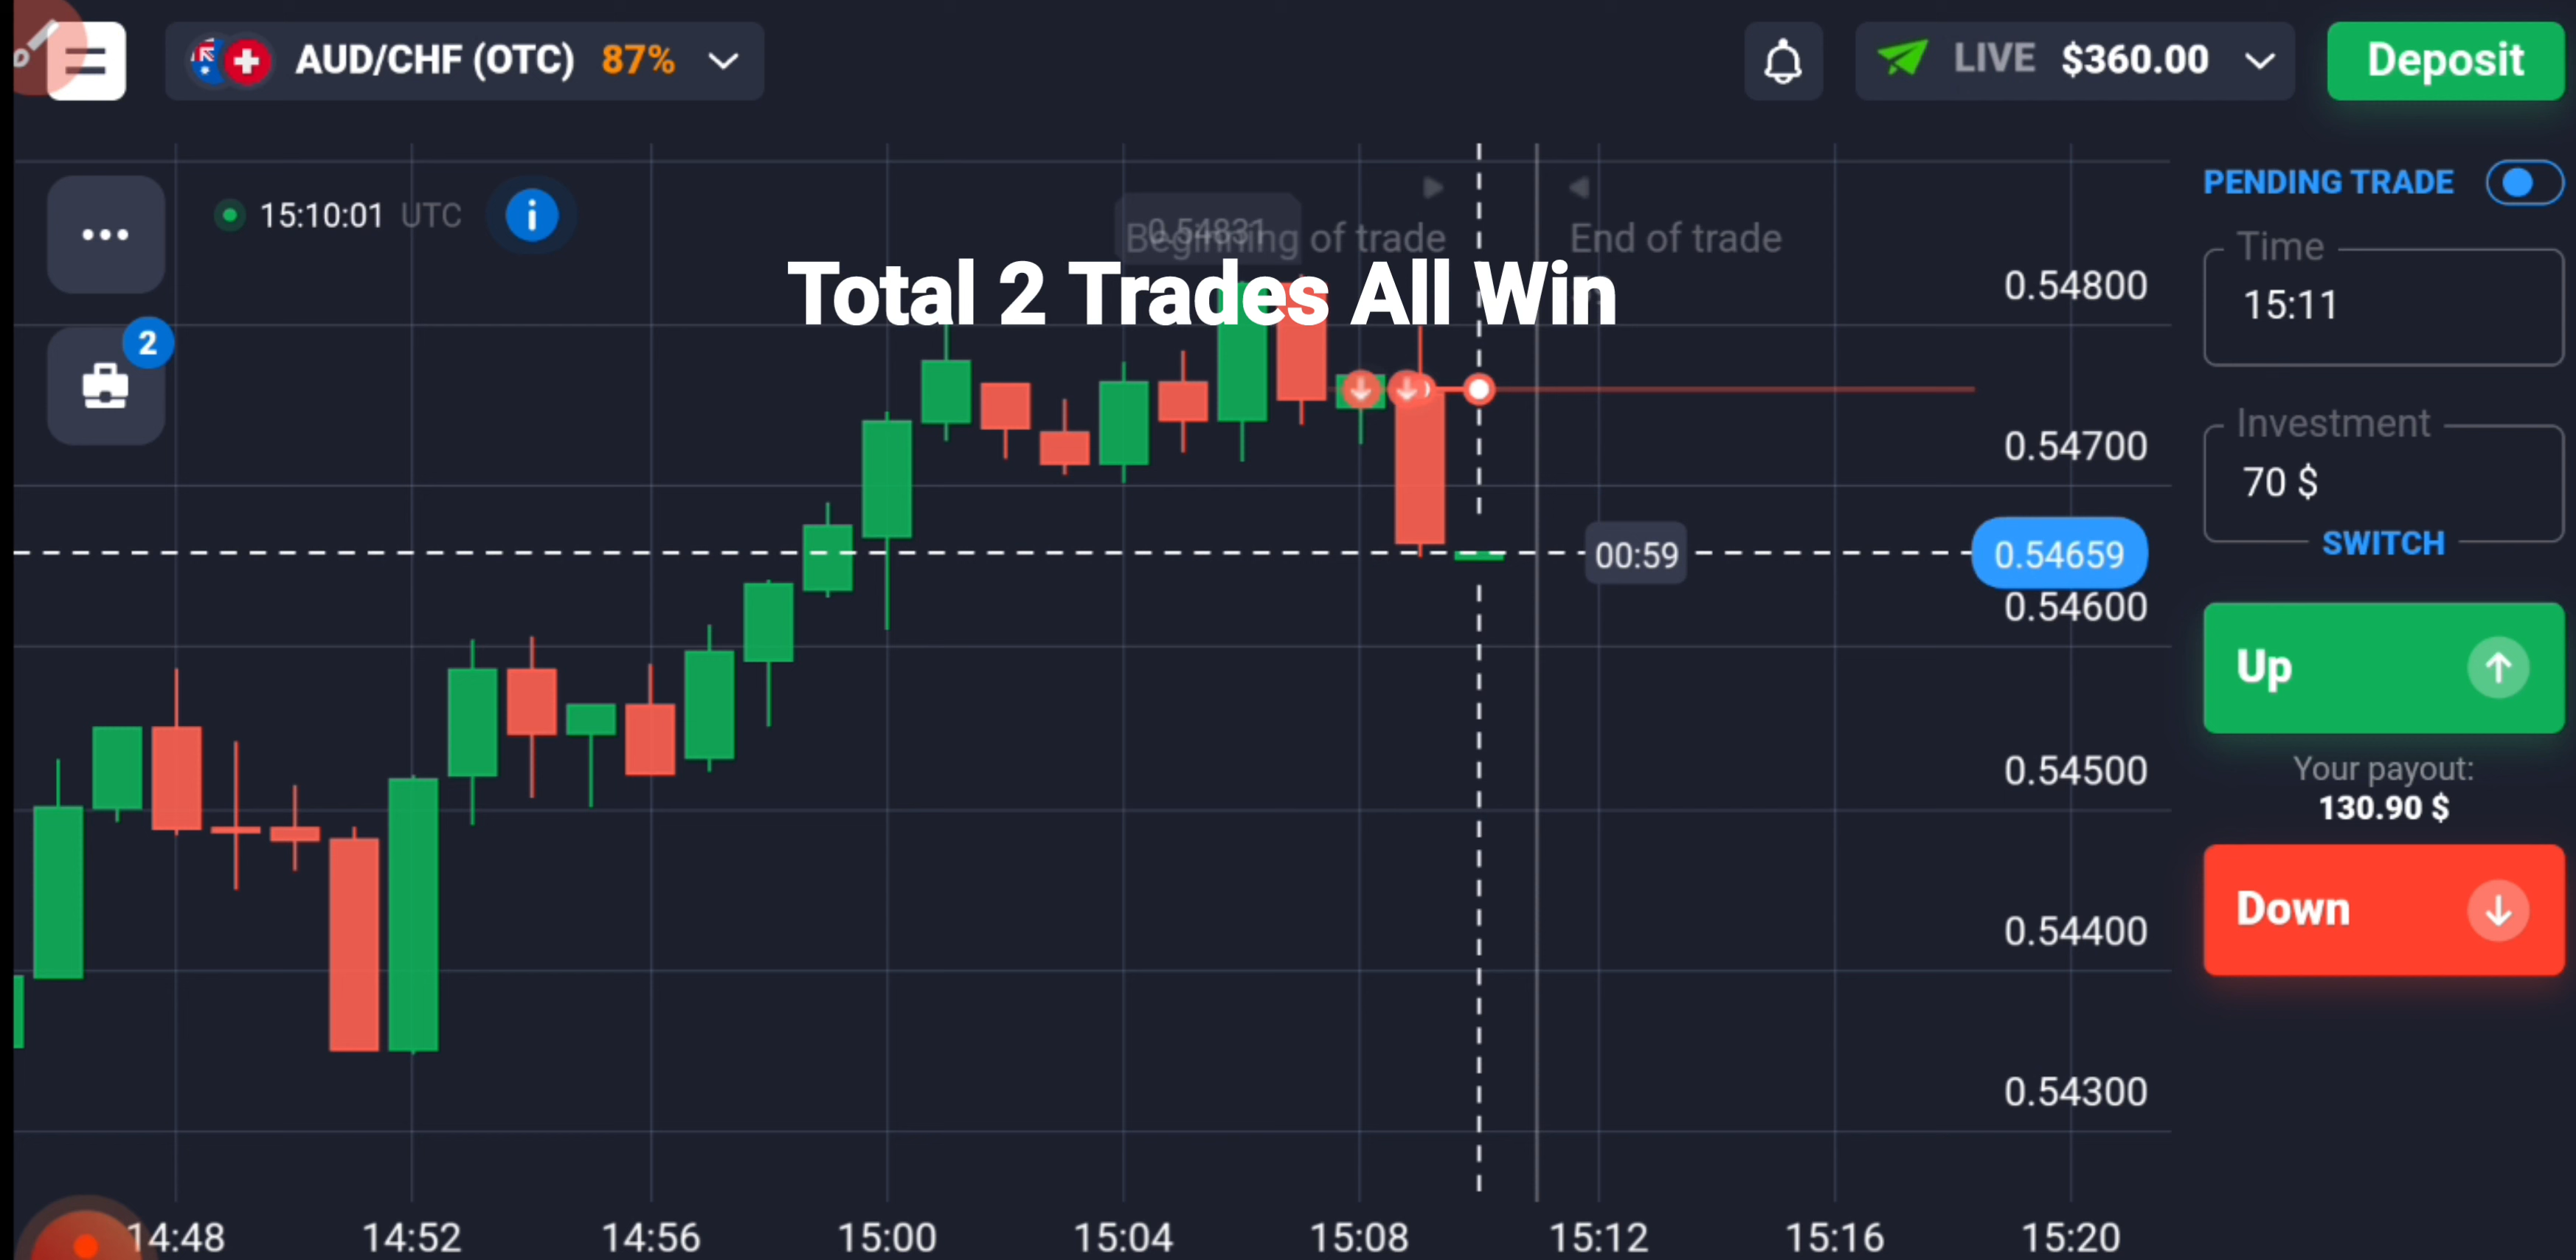 AUD/CHF (OTC) 87%
LIVE $360.00
Deposit
15:10:01 UTC
0.54831
Beginning of trade
End of trade
Total 2 Trades All Win
2
PENDING TRADE
Time
15:11
Investment
70 $
SWITCH
Up
Your payout:
130.90 $
Down
0.54800
0.54700
00:59
0.54659
0.54600
0.54500
0.54400
0.54300
14:48 14:52 14:56 15:00 15:04 15:08 15:12 15:16 15:20